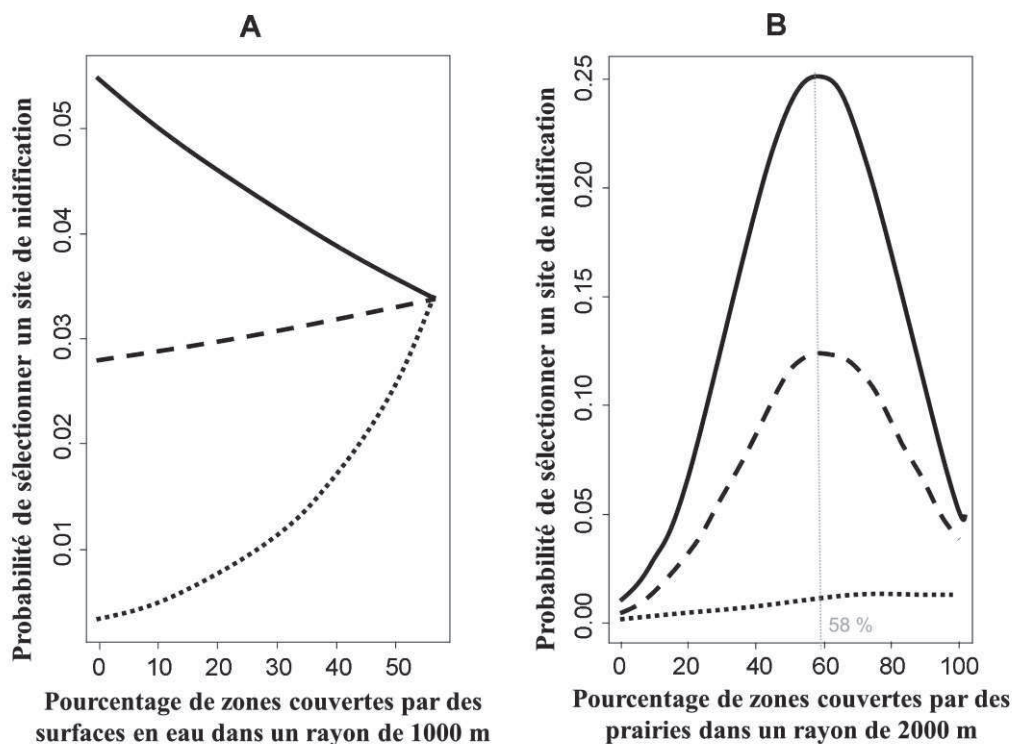 A
Probabilité de sélectionner un site de nidification
0.05
0.04
0.03
0.02
0.01
0 10 20 30 40 50
Pourcentage de zones couvertes par des
surfaces en eau dans un rayon de 1000 m
B
Probabilité de sélectionner un site de nidification
0.25
0.20
0.15
0.10
0.05
0.00
58 %
0 20 40 60 80 100
Pourcentage de zones couvertes par des
prairies dans un rayon de 2000 m